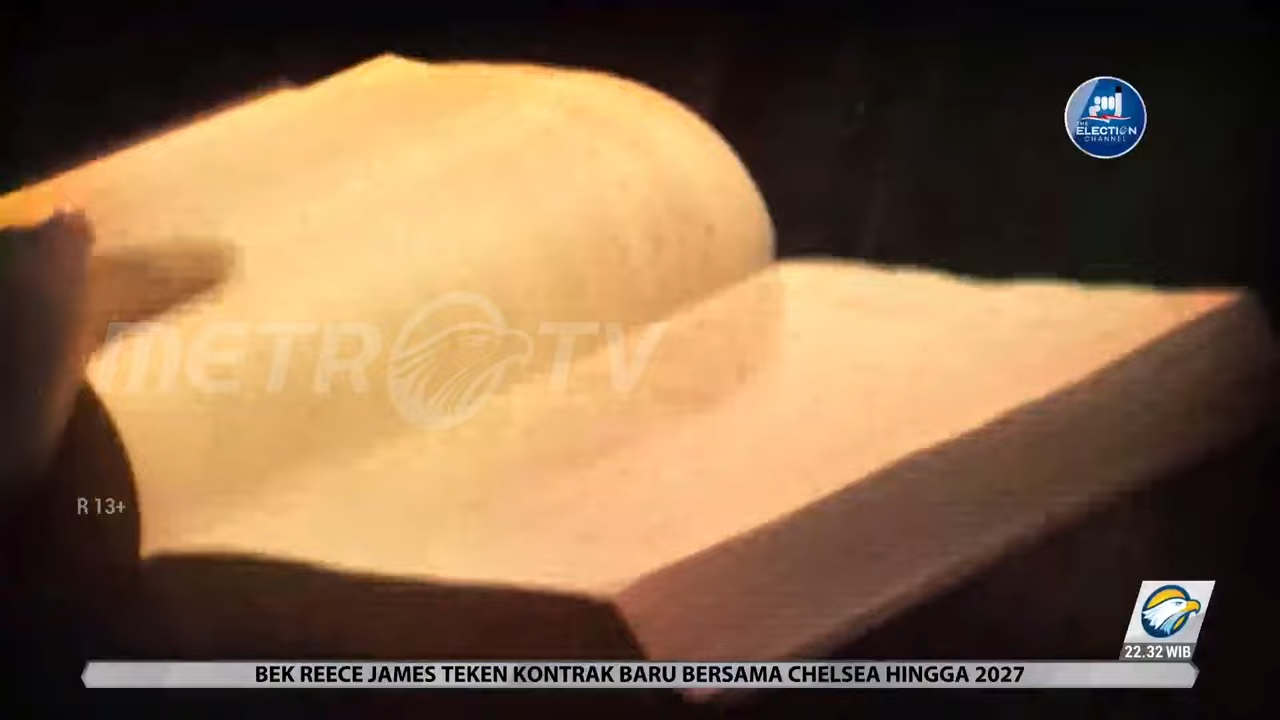 THE
ELECTION
CHANNEL
METRO TV
R 13+
22.32 WIB
BEK REECE JAMES TEKEN KONTRAK BARU BERSAMA CHELSEA HINGGA 2027